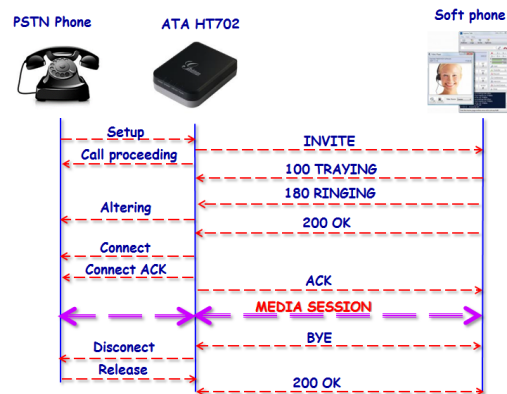 PSTN Phone
ATA HT702
Soft phone
Setup
INVITE
Call proceeding
100 TRAYING
180 RINGING
Altering
200 OK
Connect
Connect ACK
ACK
MEDIA SESSION
BYE
Disconect
Release
200 OK